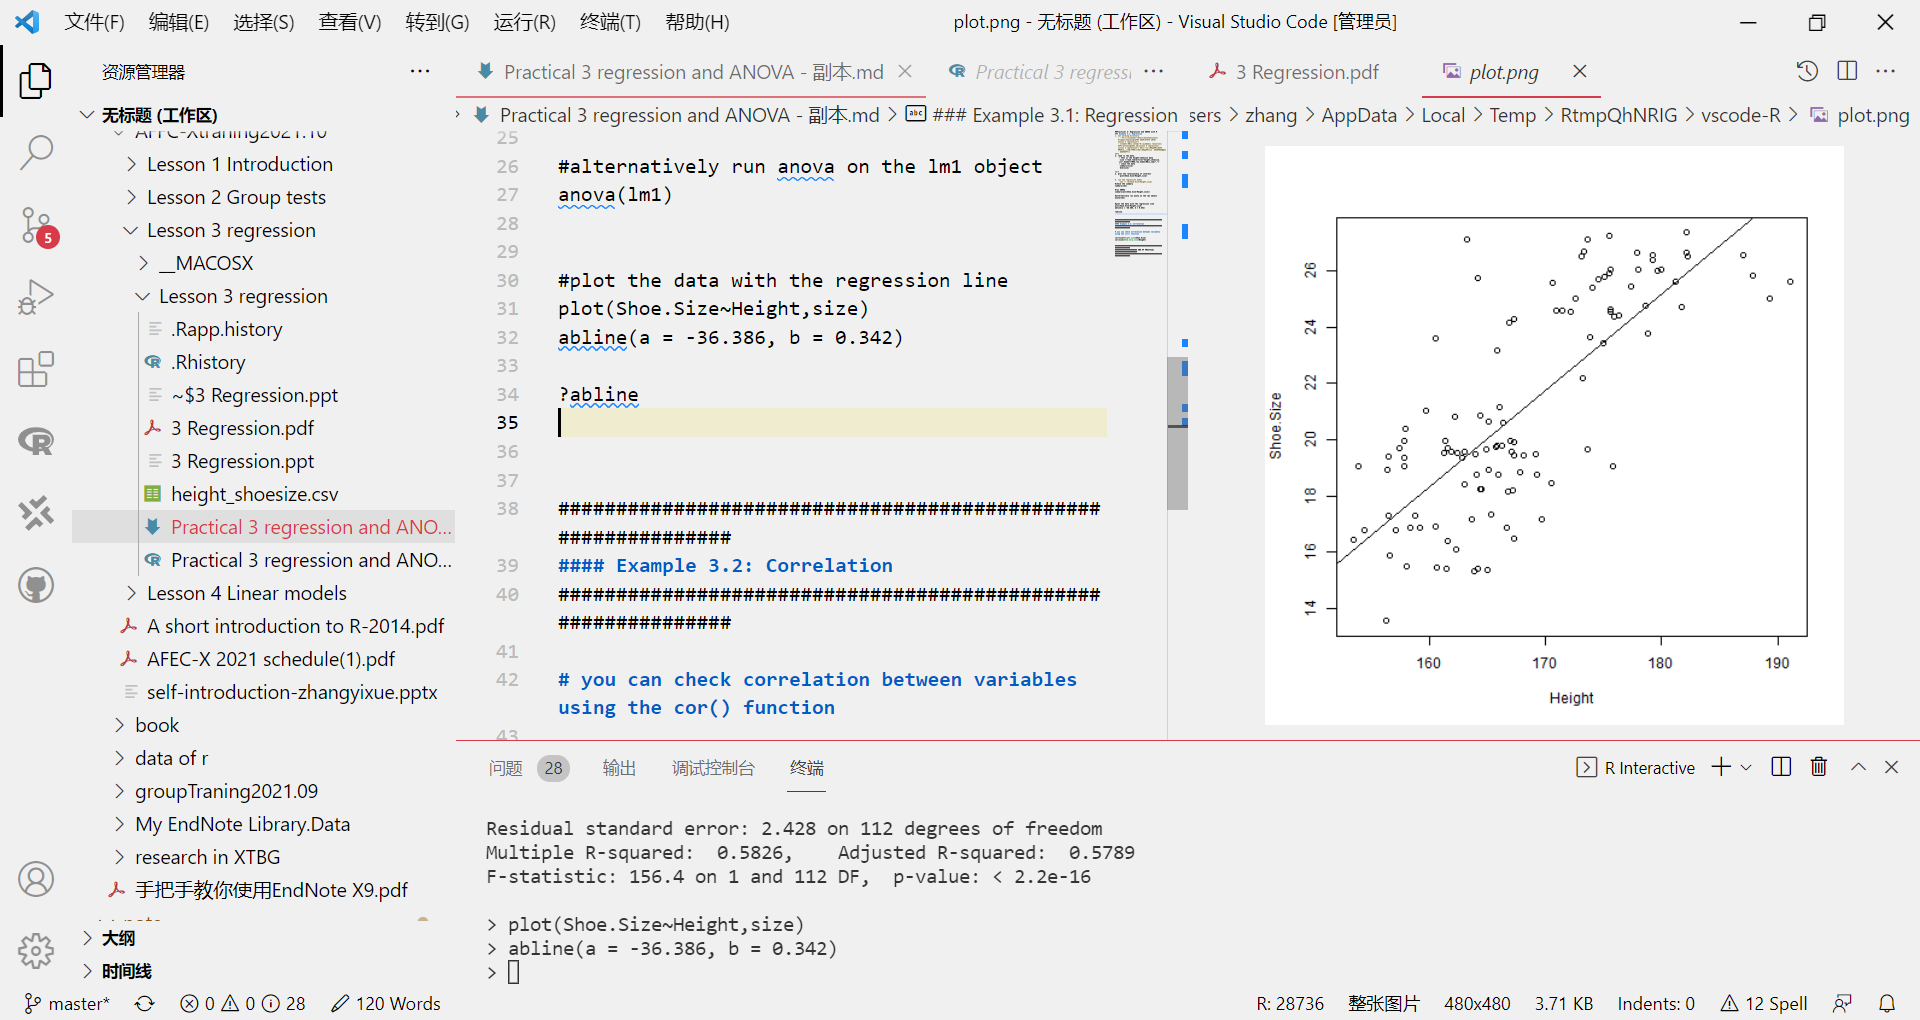 文件(F) 编辑(E) 选择(S) 查看(V) 转到(G) 运行(R) 终端(T) 帮助(H) plot.png - 无标题 (工作区) - Visual Studio Code [管理员]
资源管理器 ···
无标题 (工作区)
AFEC-Xtraning2021.10
Lesson 1 Introduction
Lesson 2 Group tests
Lesson 3 regression
__MACOSX
Lesson 3 regression
.Rapp.history
.Rhistory
~$3 Regression.ppt
3 Regression.pdf
3 Regression.ppt
height_shoesize.csv
Practical 3 regression and ANO...
Practical 3 regression and ANO...
Lesson 4 Linear models
A short introduction to R-2014.pdf
AFEC-X 2021 schedule(1).pdf
self-introduction-zhangyixue.pptx
book
data of r
groupTraning2021.09
My EndNote Library.Data
research in XTBG
手把手教你使用EndNote X9.pdf
大纲
时间线
5
Practical 3 regression and ANOVA - 副本.md Practical 3 regress ··· 3 Regression.pdf plot.png ···
Practical 3 regression and ANOVA - 副本.md > ### Example 3.1: Regression
sers > zhang > AppData > Local > Temp > RtmpQhNRIG > vscode-R > plot.png
25
26 #alternatively run anova on the lm1 object
27 anova(lm1)
28
29
30 #plot the data with the regression line
31 plot(Shoe.Size~Height,size)
32 abline(a = -36.386, b = 0.342)
33
34 ?abline
35
36
37
38 ###############################################
###############
39 #### Example 3.2: Correlation
40 ###############################################
###############
41
42 # you can check correlation between variables
using the cor() function
43
Shoe.Size
26
24
22
20
18
16
14
160 170 180 190
Height
问题 28 输出 调试控制台 终端 R Interactive
Residual standard error: 2.428 on 112 degrees of freedom
Multiple R-squared:  0.5826,    Adjusted R-squared:  0.5789
F-statistic: 156.4 on 1 and 112 DF,  p-value: < 2.2e-16
> plot(Shoe.Size~Height,size)
> abline(a = -36.386, b = 0.342)
>
master* 0 0 28 120 Words R: 28736 整张图片 480x480 3.71 KB Indents: 0 12 Spell